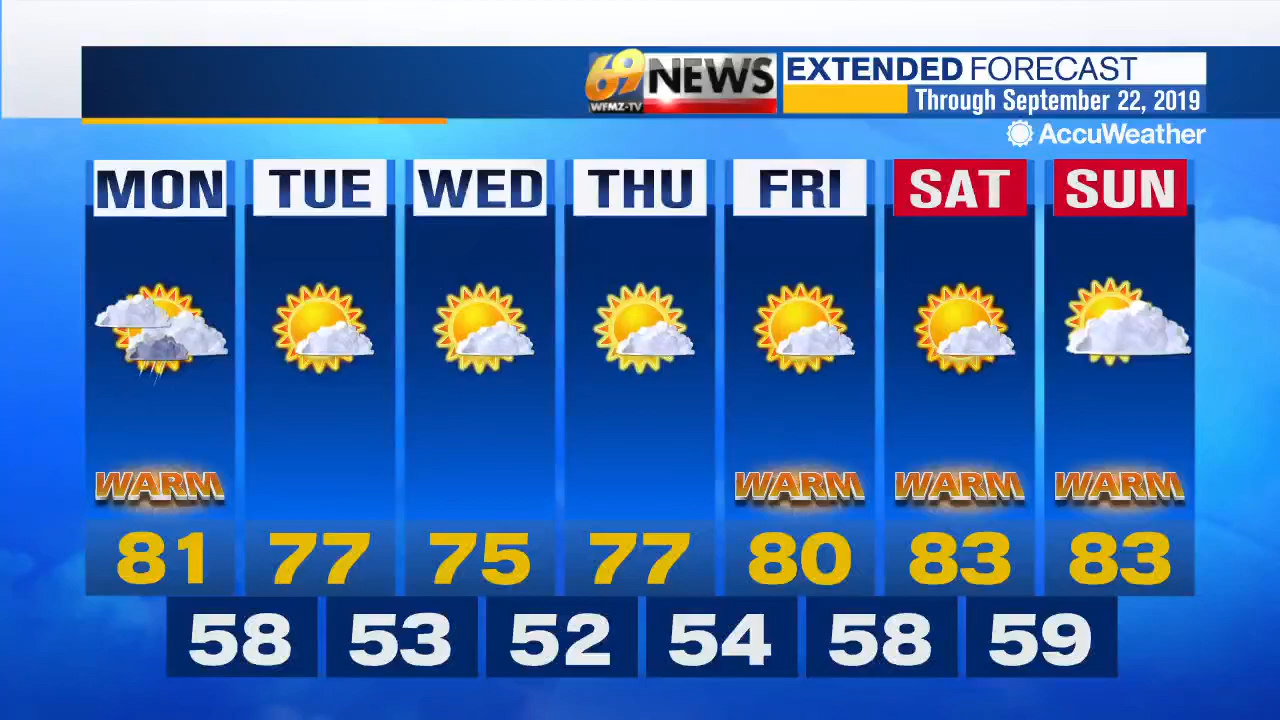 69 NEWS
WFMZ-TV
EXTENDED FORECAST
Through September 22, 2019
AccuWeather
MON TUE WED THU FRI SAT SUN
WARM WARM WARM WARM
81 77 75 77 80 83 83
58 53 52 54 58 59